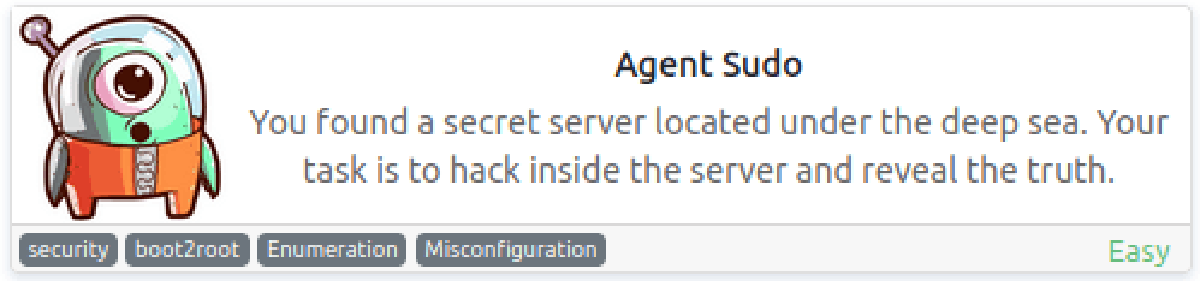 Agent Sudo
You found a secret server located under the deep sea. Your
task is to hack inside the server and reveal the truth.
security boot2root Enumeration Misconfiguration Easy